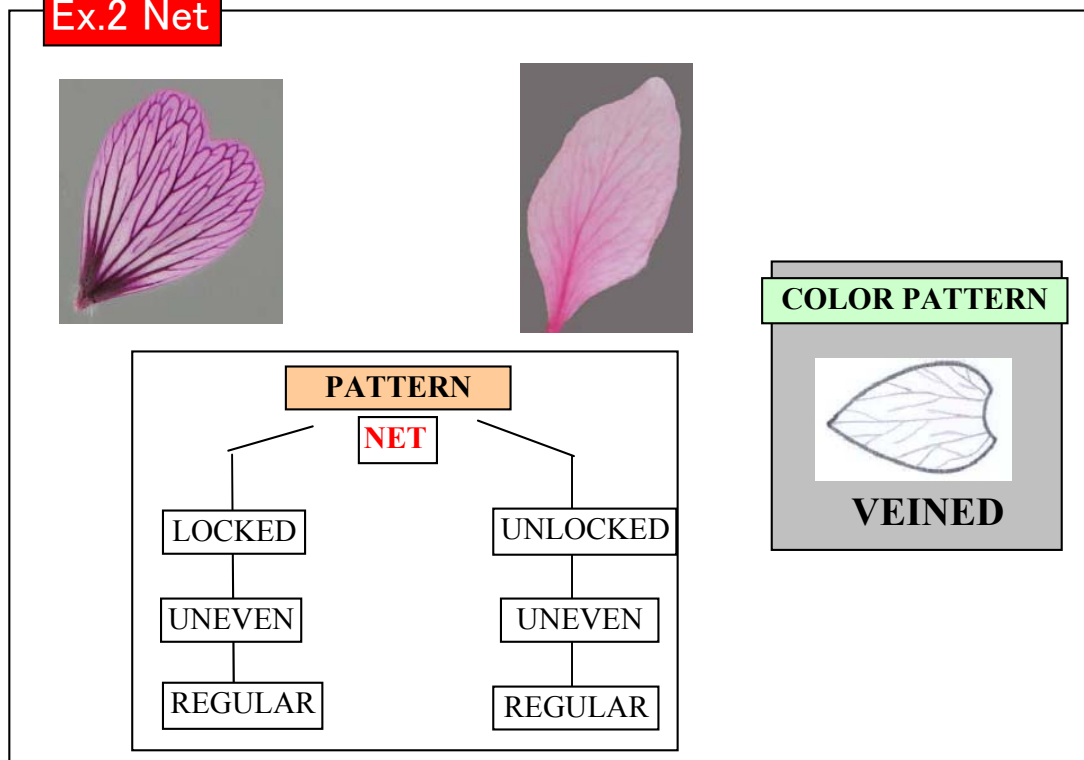 Ex.2 Net
PATTERN
NET
LOCKED
UNLOCKED
UNEVEN
UNEVEN
REGULAR
REGULAR
COLOR PATTERN
VEINED